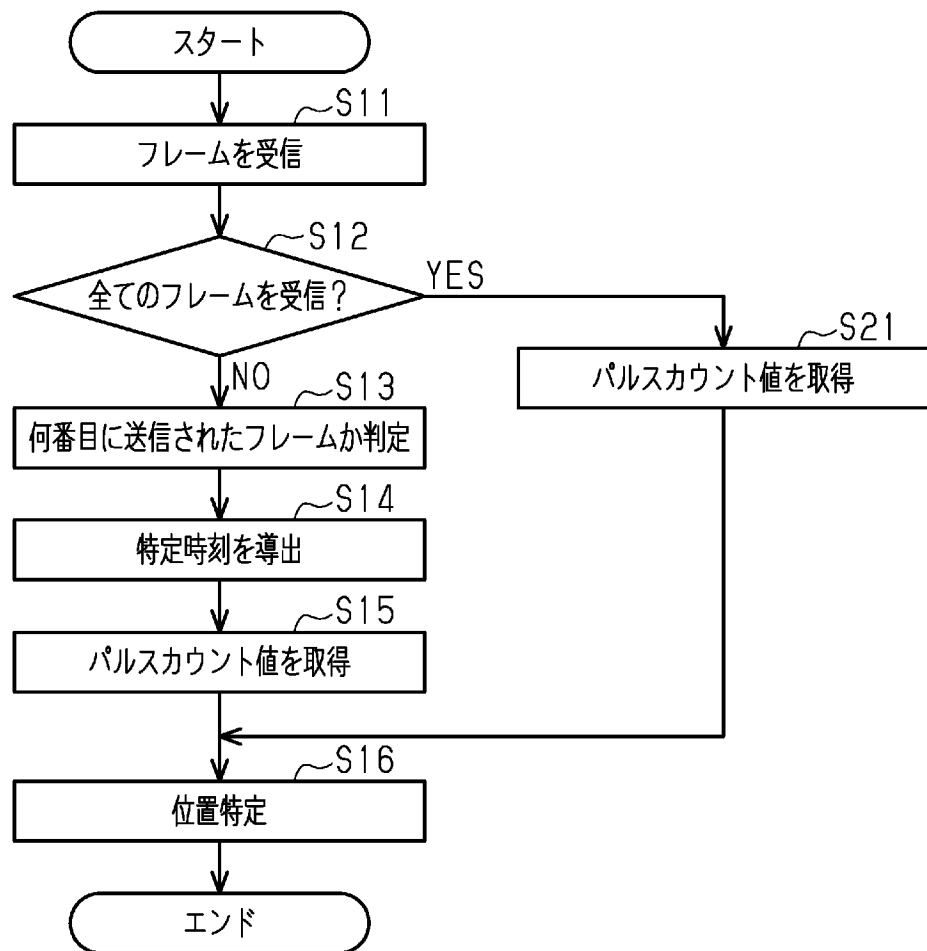 スタート
S11
フレームを受信
S12
全てのフレームを受信?
YES
NO
S21
パルスカウント値を取得
S13
何番目に送信されたフレームか判定
S14
特定時刻を導出
S15
パルスカウント値を取得
S16
位置特定
エンド